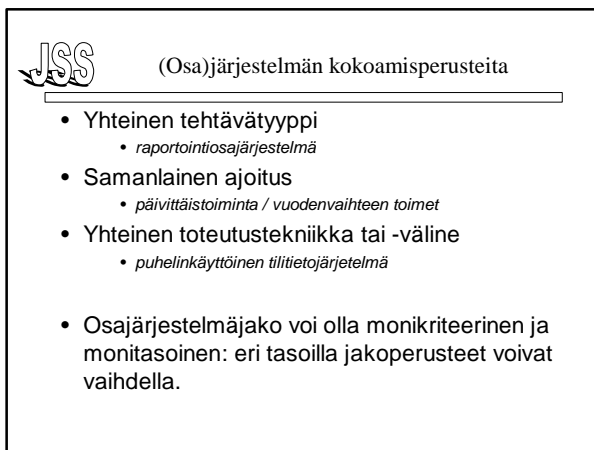 JSS
(Osa)järjestelmän kokoamisperusteita
• Yhteinen tehtävätyyppi
• raportointiosajärjestelmä
• Samanlainen ajoitus
• päivittäistoiminta / vuodenvaihteen toimet
• Yhteinen toteutustekniikka tai -väline
• puhelinkäyttöinen tilitietojärjetelmä
• Osajärjestelmäjako voi olla monikriteerinen ja
monitasoinen: eri tasoilla jakoperusteet voivat
vaihdella.